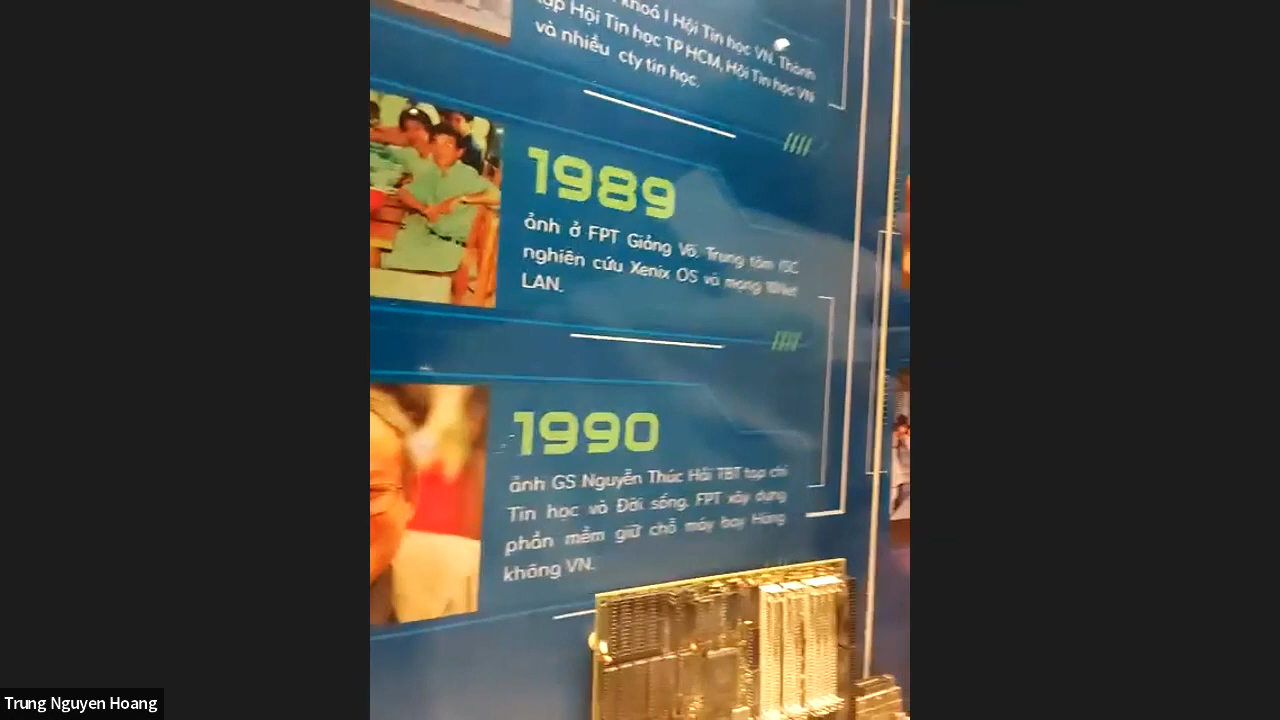 khoá I Hội Tin học VN. Thành
lập Hội Tin học TP HCM, Hội Tin học VN
và nhiều cty tin học.
1989
ảnh ở FPT Giảng Võ, Trung tâm ISC
nghiên cứu Xenix OS và mạng
LAN.
1990
ảnh GS Nguyễn Thúc Hải TBT tạp chí
Tin học và Đời sống. FPT xây dựng
phần mềm giữ chỗ máy bay Hàng
không VN.
Trung Nguyen Hoang